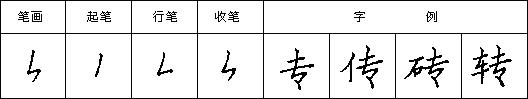 笔画 起笔 行笔 收笔 字 例
专 传 砖 转